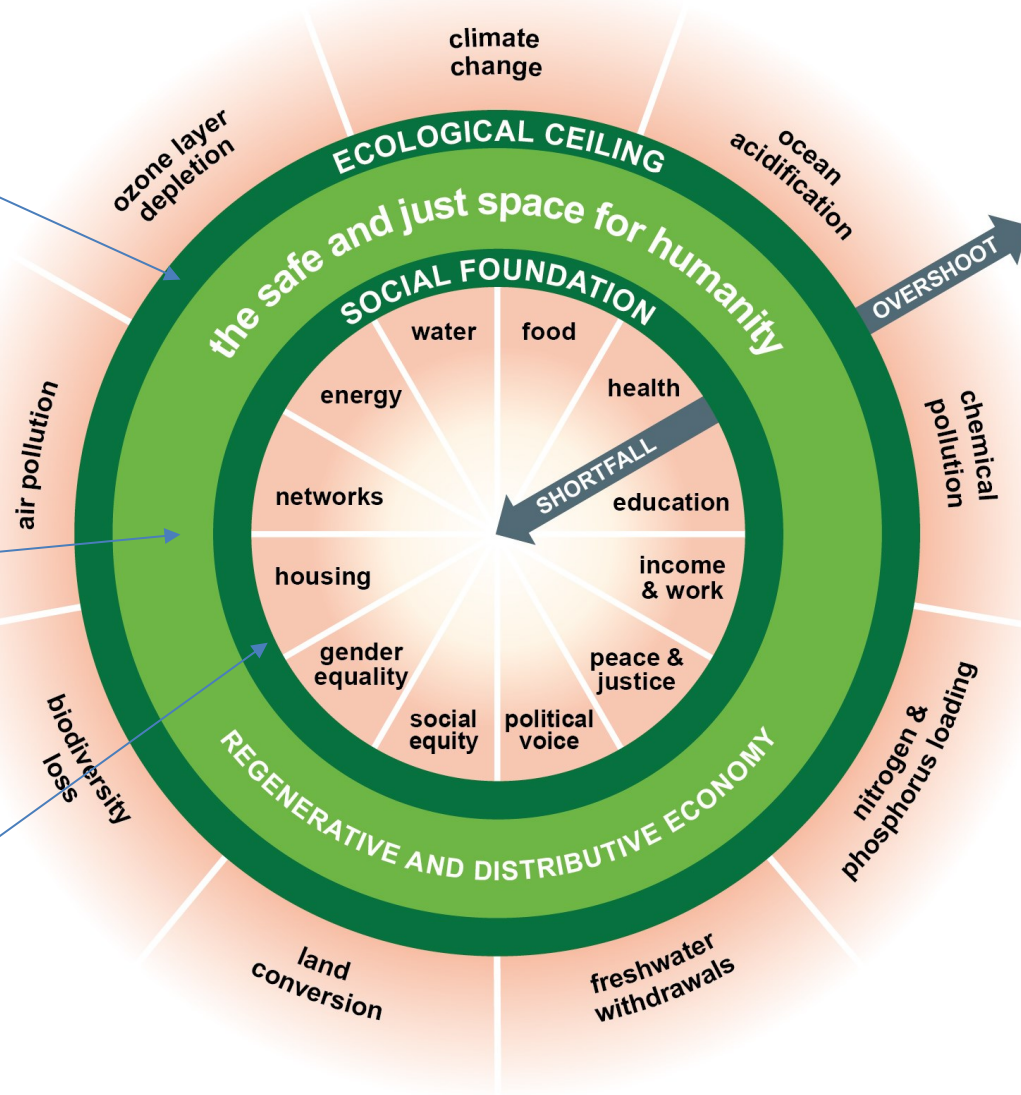 climate
change
ozone layer
depletion
ocean
acidification
ECOLOGICAL CEILING
the safe and just space for humanity
OVERSHOOT
SOCIAL FOUNDATION
water
food
energy
health
SHORTFALL
air pollution
chemical
pollution
networks
education
housing
income
& work
gender
equality
peace &
justice
social
equity
political
voice
biodiversity
loss
nitrogen &
phosphorus loading
REGENERATIVE AND DISTRIBUTIVE ECONOMY
land
conversion
freshwater
withdrawals